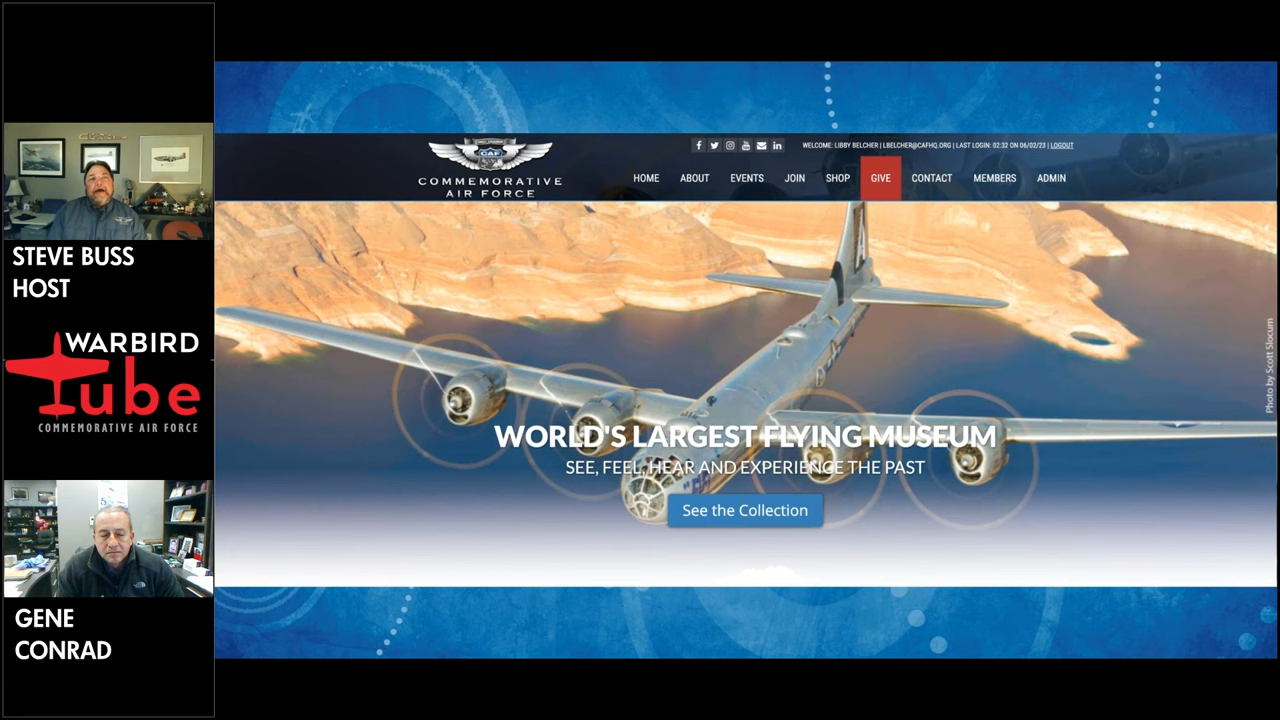 STEVE BUSS
HOST
WARBIRD
Tube
COMMEMORATIVE AIR FORCE
GENE
CONRAD
CAF
COMMEMORATIVE
AIR FORCE
WELCOME: LIBBY BELCHER | LBELCHER@CAFHQ.ORG | LAST LOGIN: 02:32 ON 06/02/23 | LOGOUT
HOME ABOUT EVENTS JOIN SHOP GIVE CONTACT MEMBERS ADMIN
WORLD'S LARGEST FLYING MUSEUM
SEE, FEEL, HEAR AND EXPERIENCE THE PAST
See the Collection
Photo by Scott Slocum